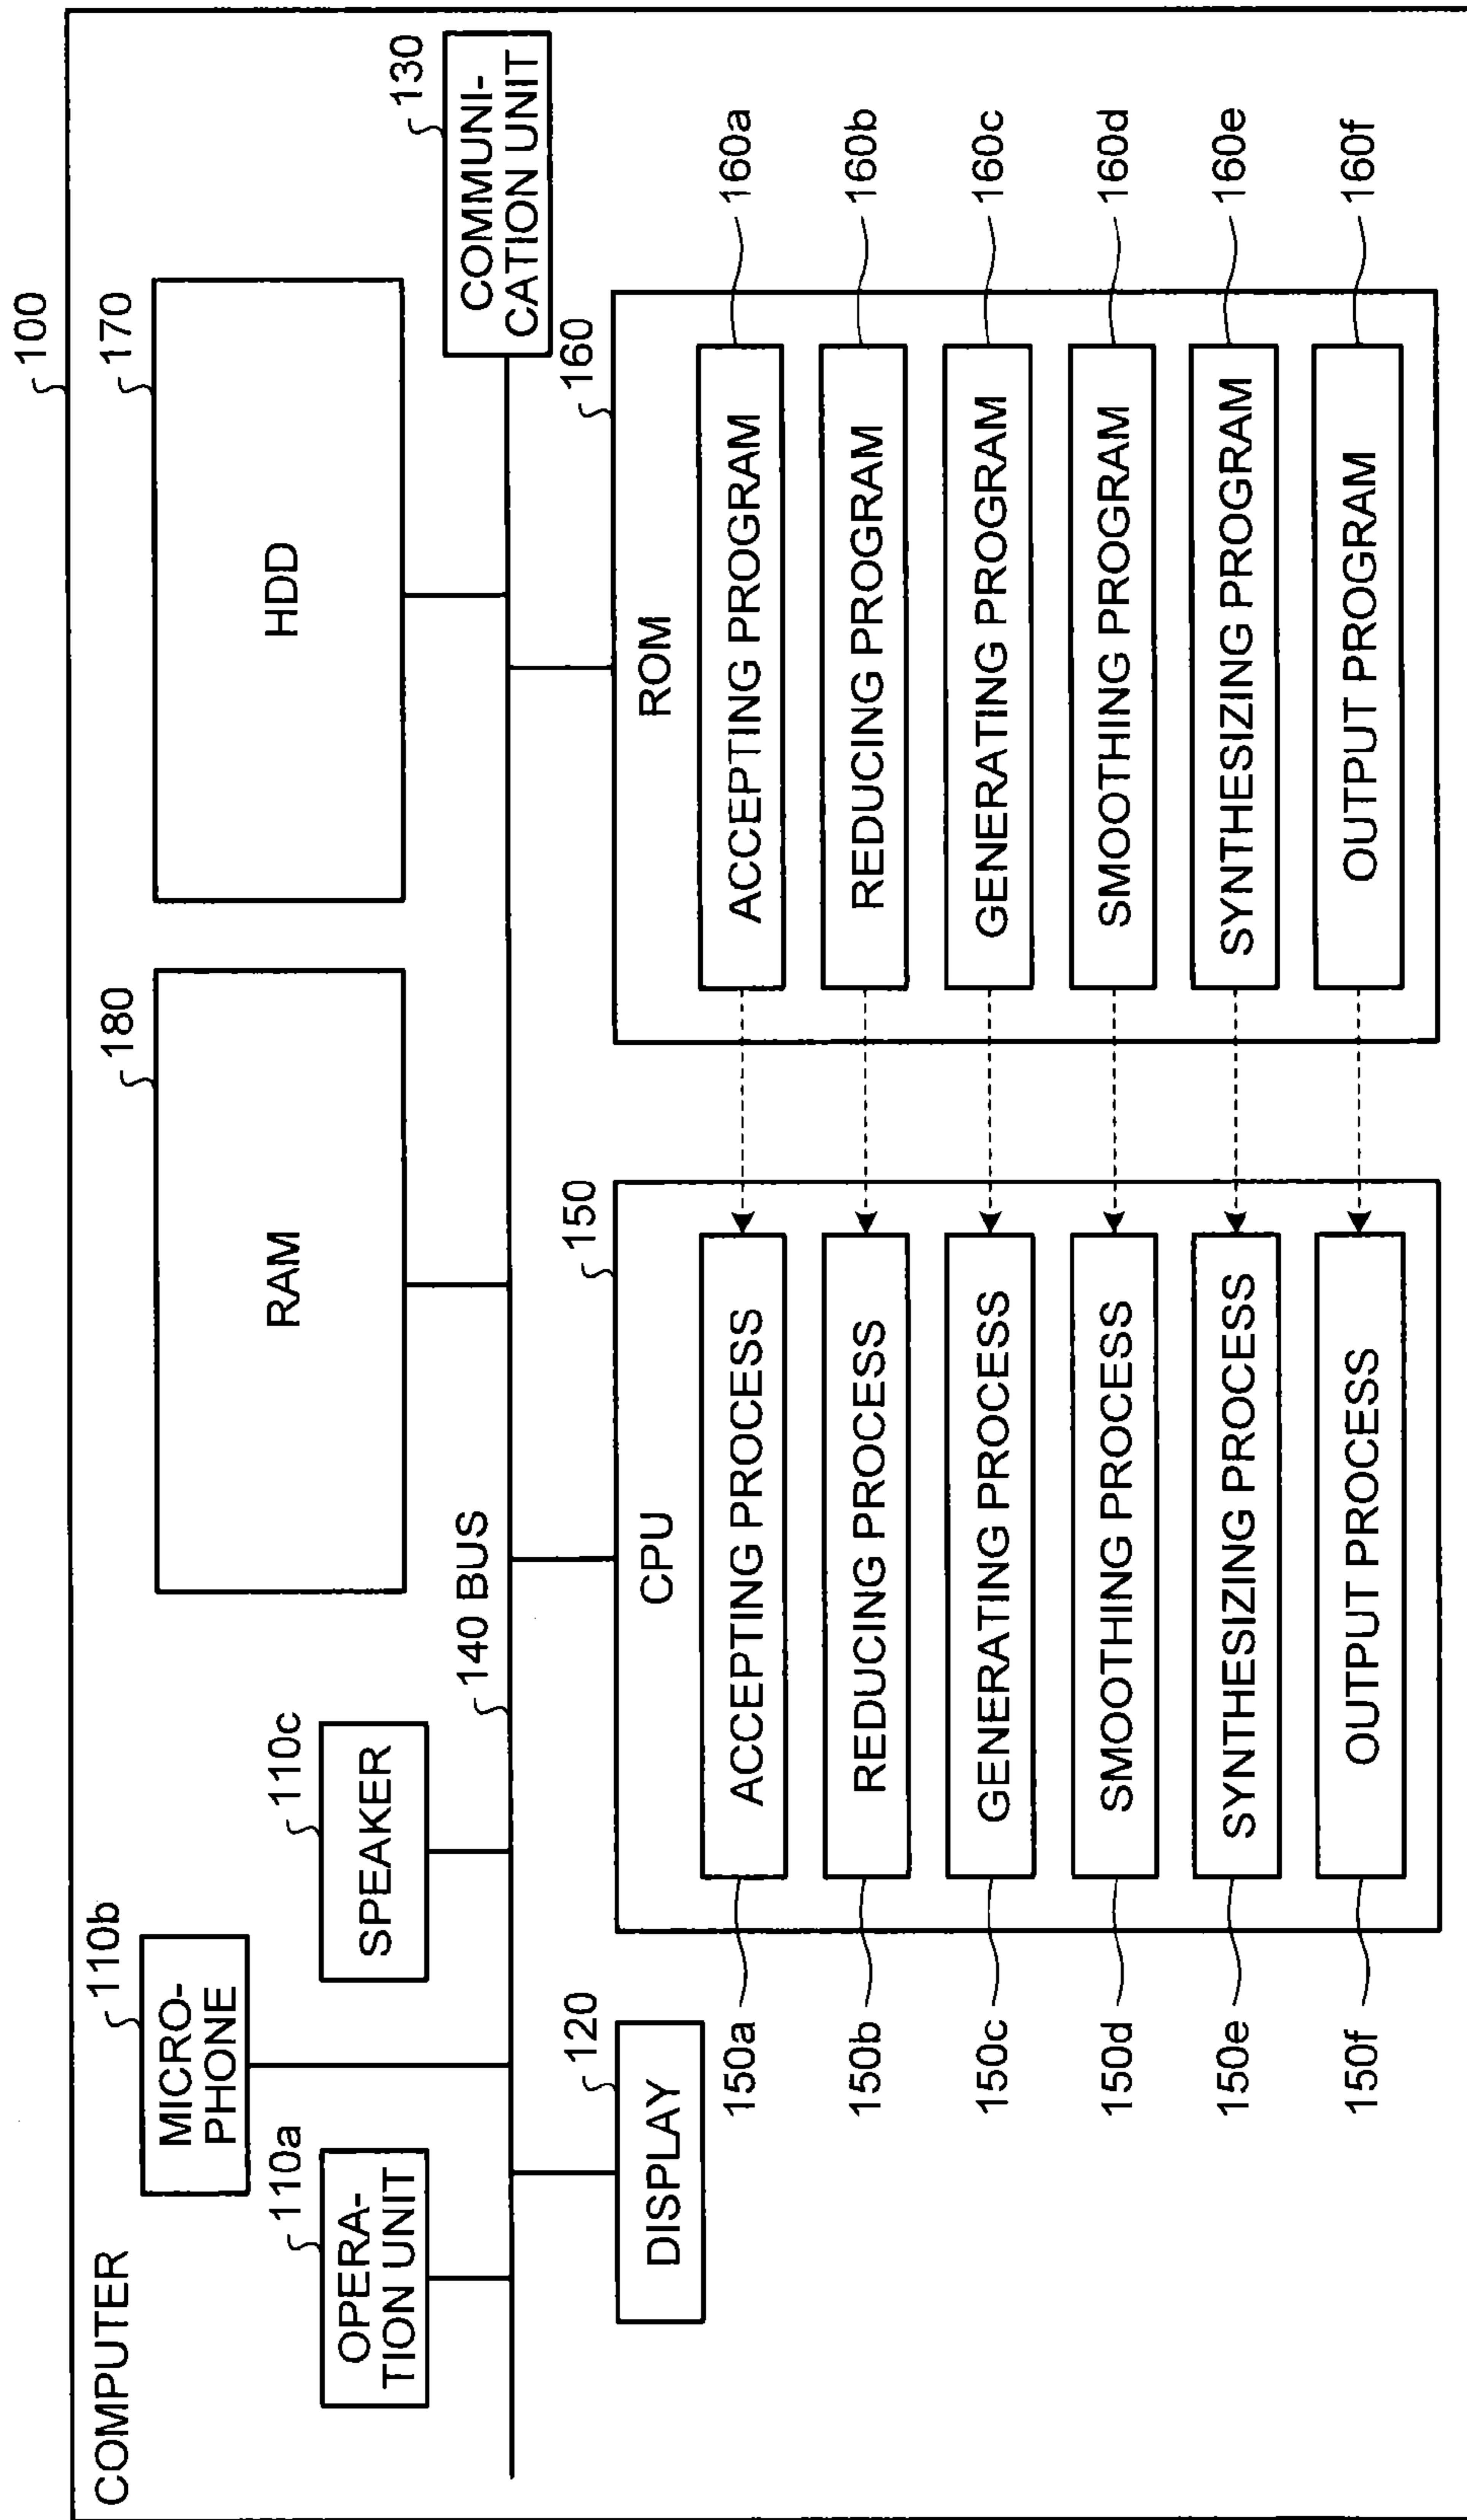 100
COMPUTER
110b
MICRO-
PHONE
110a
OPERA-
TION UNIT
110c
SPEAKER
180
RAM
170
HDD
140 BUS
130
COMMUNI-
CATION UNIT
120
DISPLAY
150
CPU
150a
ACCEPTING PROCESS
150b
REDUCING PROCESS
150c
GENERATING PROCESS
150d
SMOOTHING PROCESS
150e
SYNTHESIZING PROCESS
150f
OUTPUT PROCESS
160
ROM
ACCEPTING PROGRAM
160a
REDUCING PROGRAM
160b
GENERATING PROGRAM
160c
SMOOTHING PROGRAM
160d
SYNTHESIZING PROGRAM
160e
OUTPUT PROGRAM
160f